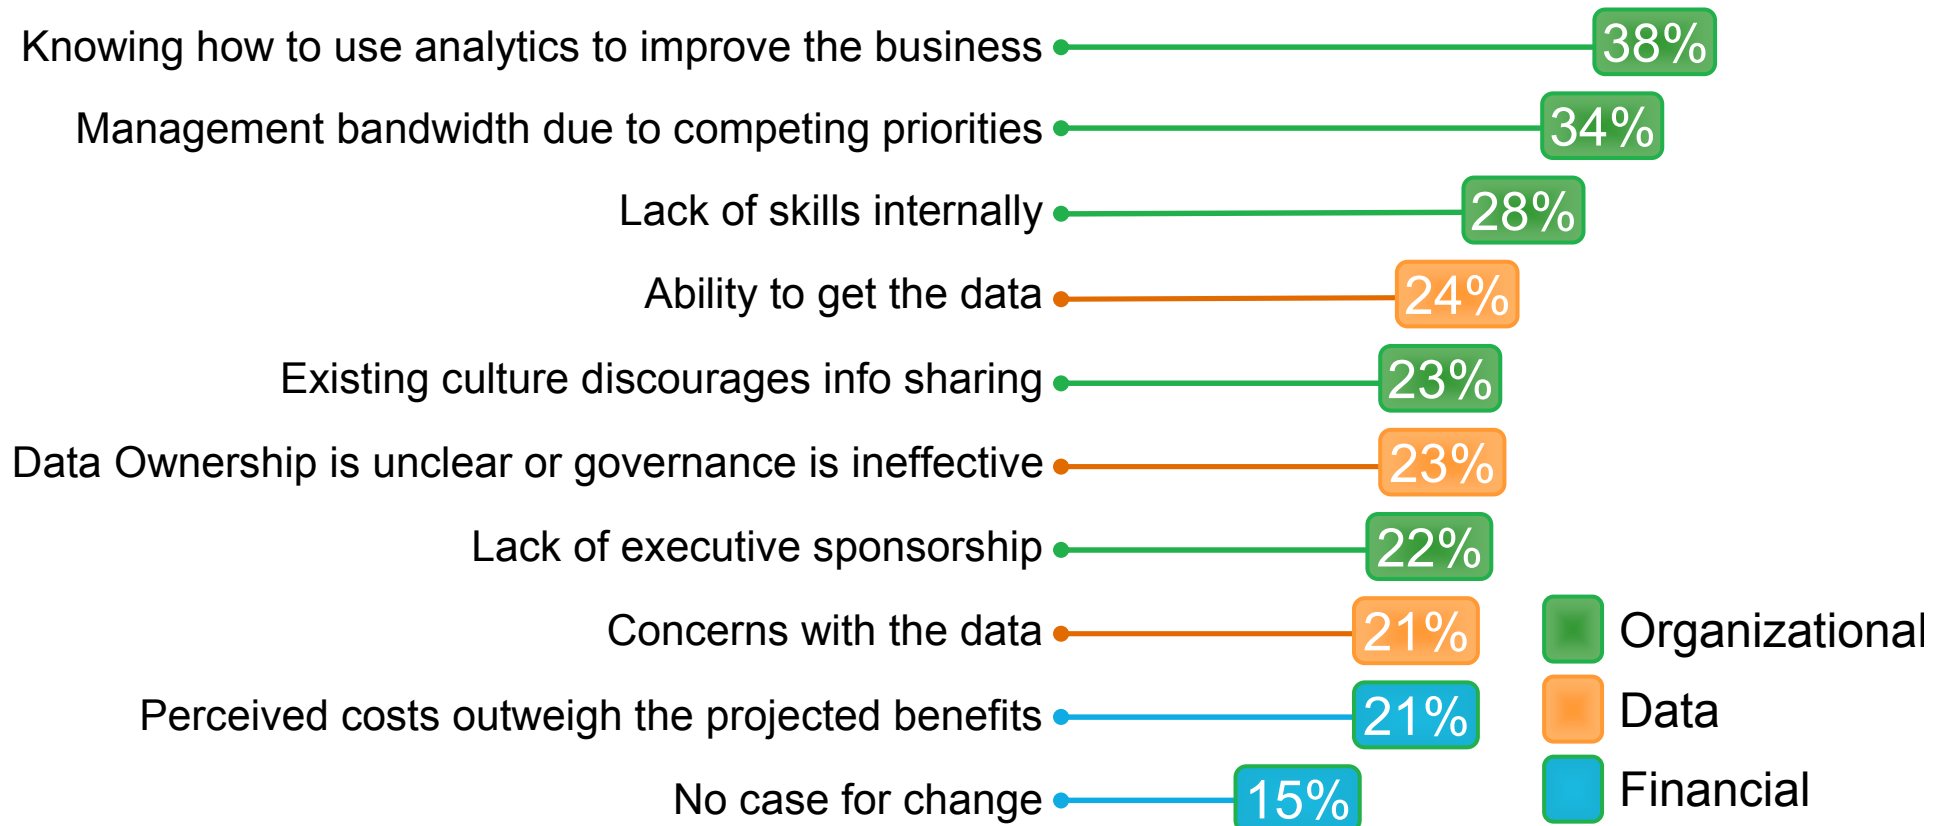 Knowing how to use analytics to improve the business 38%
Management bandwidth due to competing priorities 34%
Lack of skills internally 28%
Ability to get the data 24%
Existing culture discourages info sharing 23%
Data Ownership is unclear or governance is ineffective 23%
Lack of executive sponsorship 22%
Concerns with the data 21%
Perceived costs outweigh the projected benefits 21%
No case for change 15%
Organizational
Data
Financial